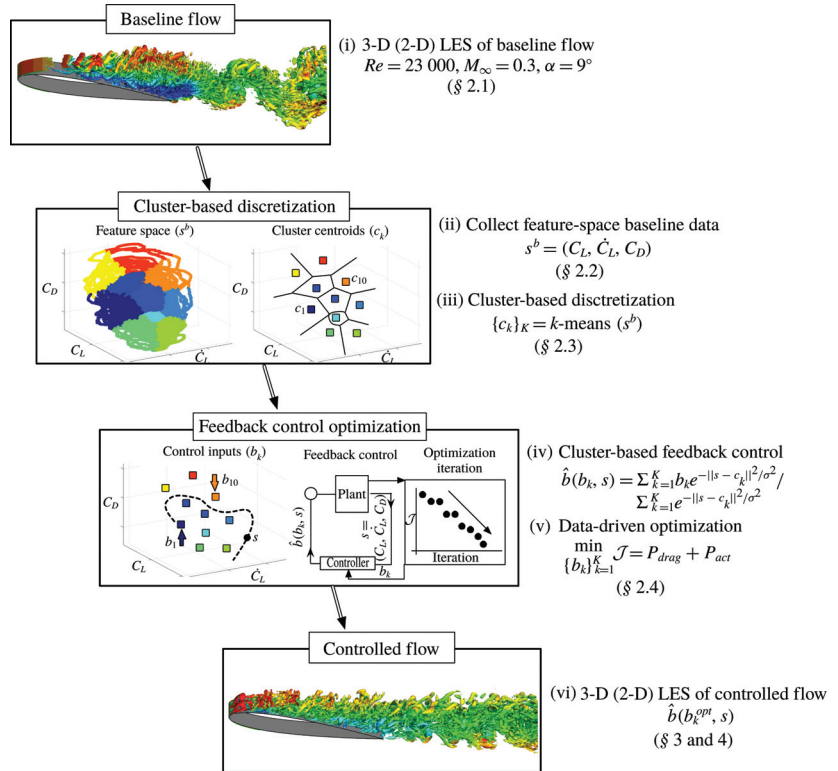 Baseline flow
(i) 3-D (2-D) LES of baseline flow
Re = 23 000, M∞ = 0.3, α = 9°
(§ 2.1)
Cluster-based discretization
Feature space (s^b)
Cluster centroids (c_k)
C_D
C_L
Ċ_L
C_D
c_1
c_10
C_L
Ċ_L
(ii) Collect feature-space baseline data
s^b = (C_L, Ċ_L, C_D)
(§ 2.2)
(iii) Cluster-based disctretization
{c_k}_K = k-means (s^b)
(§ 2.3)
Feedback control optimization
Control inputs (b_k)
Feedback control
Optimization
iteration
C_D
b_10
b_1
s
C_L
Ċ_L
Plant
b̂(b_k, s)
s =
(C_L, Ċ_L, C_D)
Controller
b_k
𝒥
Iteration
(iv) Cluster-based feedback control
b̂(b_k, s) = Σ_{k=1}^K b_k e^{-||s - c_k||^2/σ^2}/
Σ_{k=1}^K e^{-||s - c_k||^2/σ^2}
(v) Data-driven optimization
min 𝒥 = P_drag + P_act
{b_k}_{k=1}^K
(§ 2.4)
Controlled flow
(vi) 3-D (2-D) LES of controlled flow
b̂(b_k^opt, s)
(§ 3 and 4)